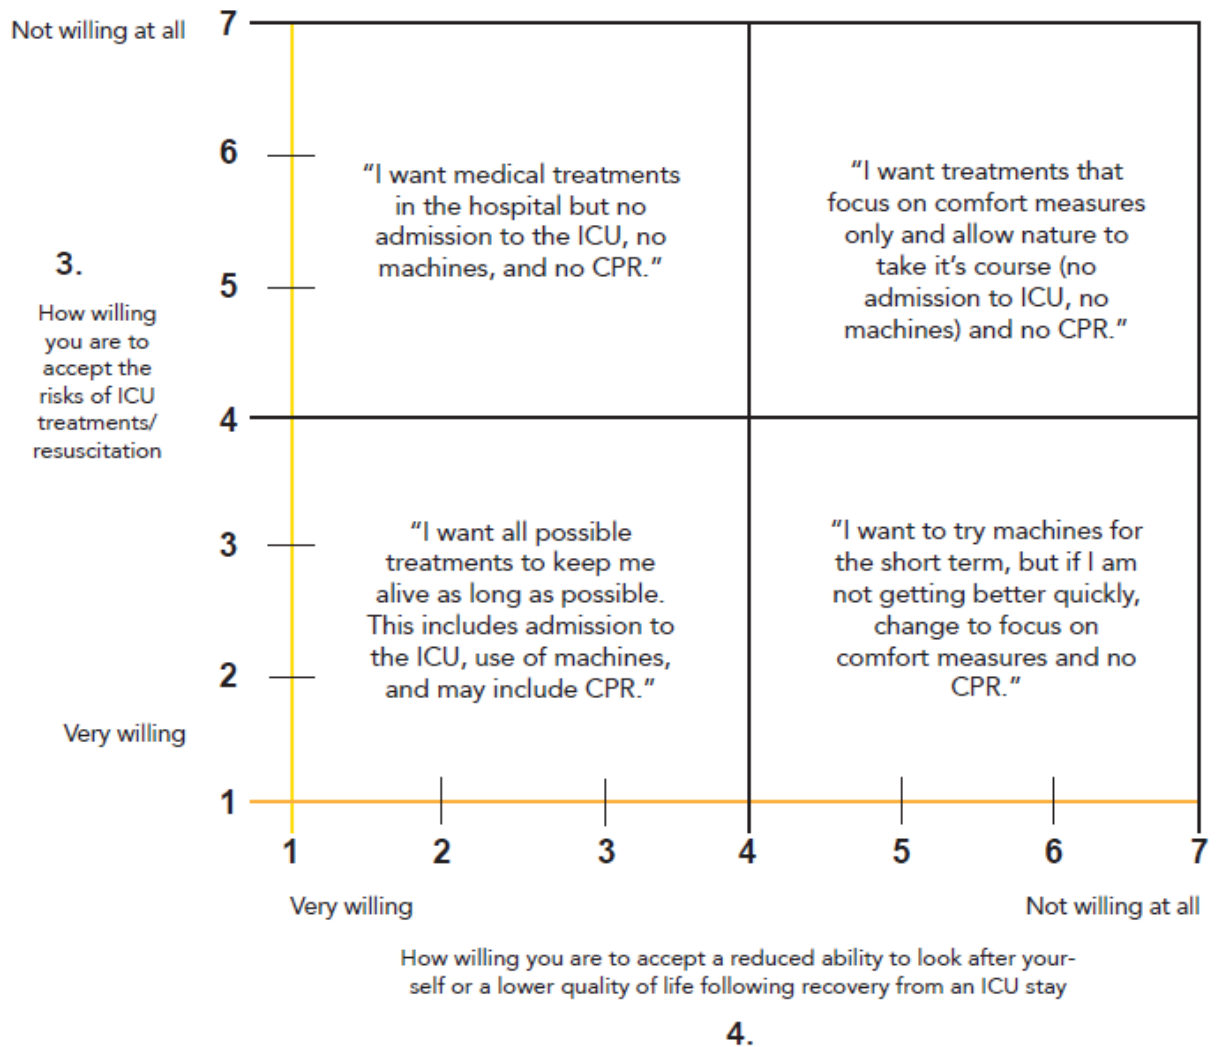 Not willing at all
7
6
5
4
3
2
1
Very willing
3.
How willing
you are to
accept the
risks of ICU
treatments/
resuscitation
“I want medical treatments
in the hospital but no
admission to the ICU, no
machines, and no CPR.”
“I want treatments that
focus on comfort measures
only and allow nature to
take it’s course (no
admission to ICU, no
machines) and no CPR.”
“I want all possible
treatments to keep me
alive as long as possible.
This includes admission to
the ICU, use of machines,
and may include CPR.”
“I want to try machines for
the short term, but if I am
not getting better quickly,
change to focus on
comfort measures and no
CPR.”
1 2 3 4 5 6 7
Very willing
Not willing at all
How willing you are to accept a reduced ability to look after your-
self or a lower quality of life following recovery from an ICU stay
4.